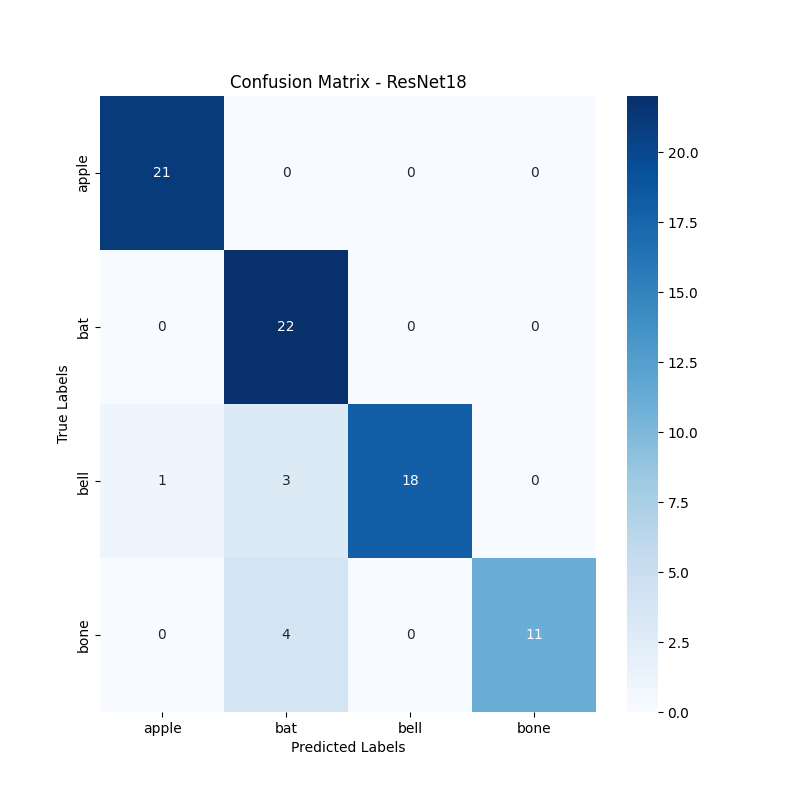 Confusion Matrix - ResNet18
True Labels
apple
21 0 0 0
bat
0 22 0 0
bell
1 3 18 0
bone
0 4 0 11
apple bat bell bone
Predicted Labels
20.0
17.5
15.0
12.5
10.0
7.5
5.0
2.5
0.0